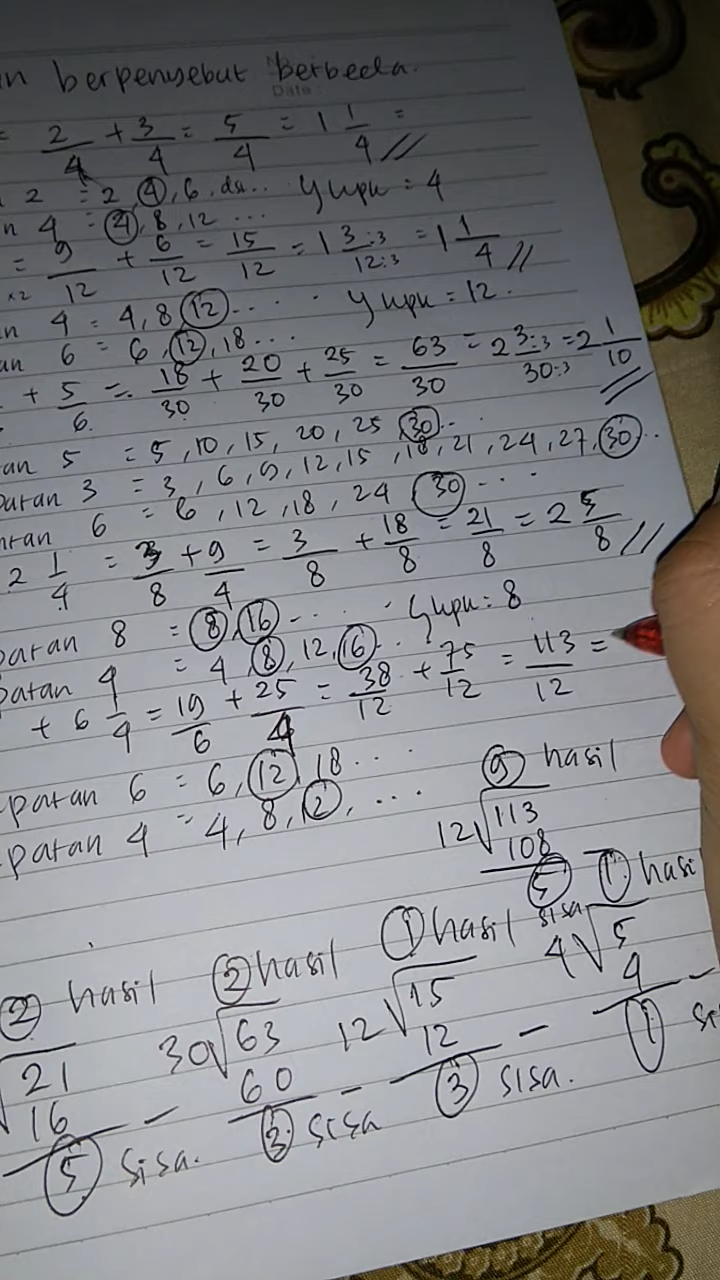 n berpenyebut berbeda.
Date :
= 2/4 + 3/4 = 5/4 = 1 1/4 =
2 = 2, 4, 6, dst... yupu = 4
n 4 = 4, 8, 12 ...
= 9/12 + 6/12 = 15/12 = 1 3:3/12:3 = 1 1/4
x2
an 4 = 4, 8, 12 .... yupu = 12.
an 6 = 6, 12, 18...
+ 5/6 = 18/30 + 20/30 + 25/30 = 63/30 = 2 3:3/30:3 = 2 1/10
an 5 = 5, 10, 15, 20, 25 30...
patan 3 = 3, 6, 9, 12, 15, 18, 21, 24, 27, 30..
atan 6 = 6, 12, 18, 24 30 ...
2 1/4 = 3/8 + 9/4 = 3/8 + 18/8 = 21/8 = 2 5/8
patan 8 = 8, 16 .... yupu = 8
patan 4 = 4, 8, 12, 16..
+ 6 1/4 = 19/6 + 25/4 = 38/12 + 75/12 = 113/12 =
patan 6 = 6, 12, 18 ...
patan 4 = 4, 8, 12, ...
9 hasil
12 √113
108
5 sisa
2 hasil 2 hasil 1 hasil 1 hasil
√21 30√63 12√15 4√5
16 – 60 – 12 – 4 –
5 sisa. 3 sisa 3 sisa. 1 si